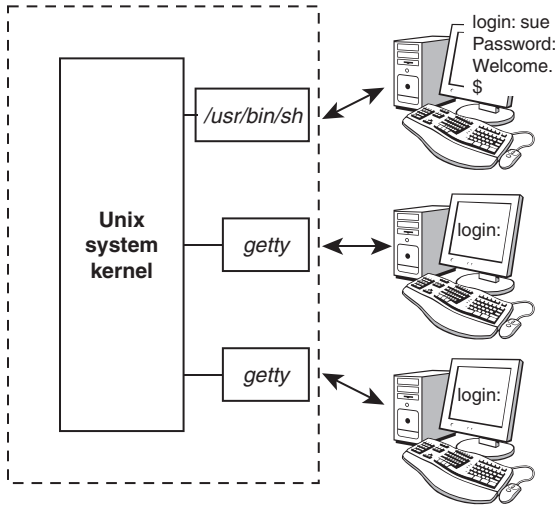 login: sue
Password:
Welcome.
$
/usr/bin/sh
Unix
system
kernel
getty
login:
getty
login: